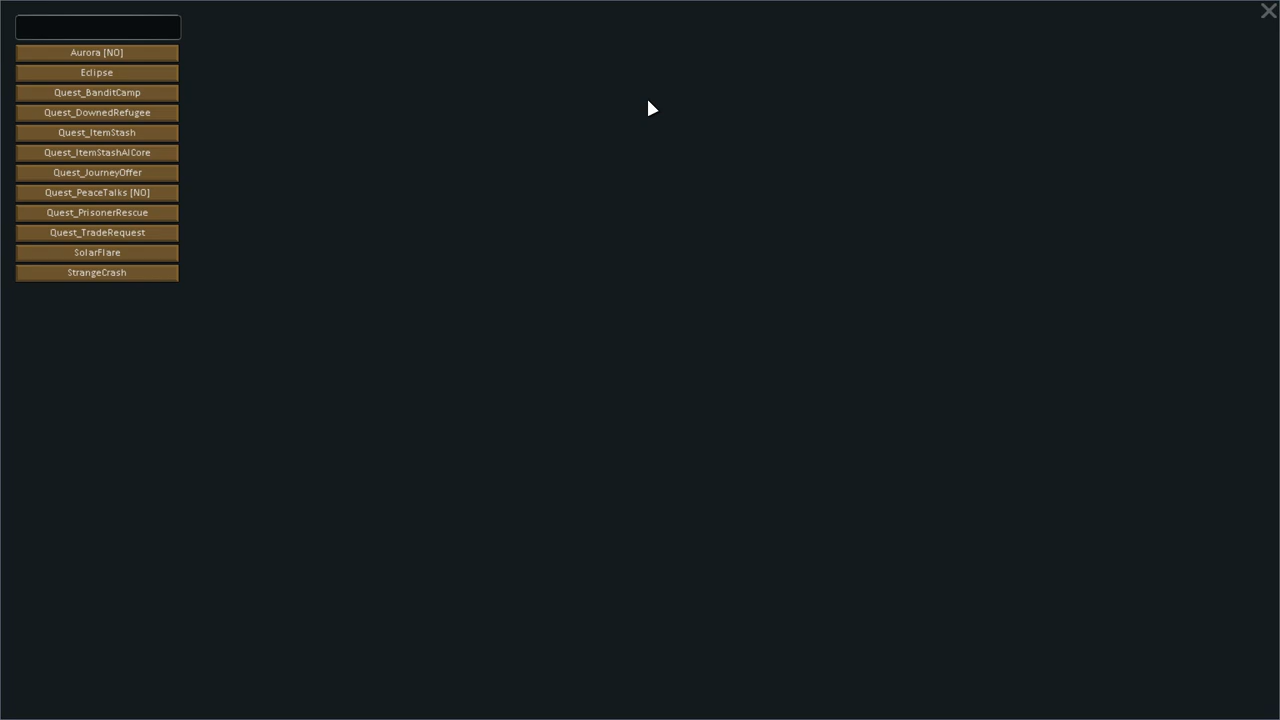 Aurora [NO]
Eclipse
Quest_BanditCamp
Quest_DownedRefugee
Quest_ItemStash
Quest_ItemStashAICore
Quest_JourneyOffer
Quest_PeaceTalks [NO]
Quest_PrisonerRescue
Quest_TradeRequest
SolarFlare
StrangeCrash